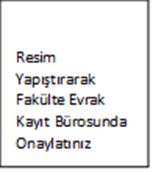 Resim
Yapıştırarak
Fakülte Evrak
Kayıt Bürosunda
Onaylatınız